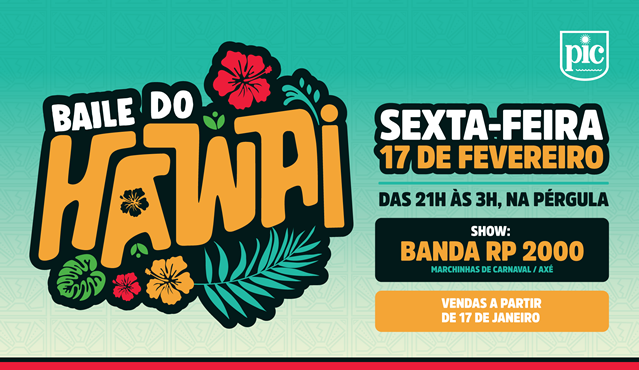 BAILE DO
HAWAI
pic
SEXTA-FEIRA
17 DE FEVEREIRO
DAS 21H ÀS 3H, NA PÉRGULA
SHOW:
BANDA RP 2000
MARCHINHAS DE CARNAVAL / AXÉ
VENDAS A PARTIR
DE 17 DE JANEIRO